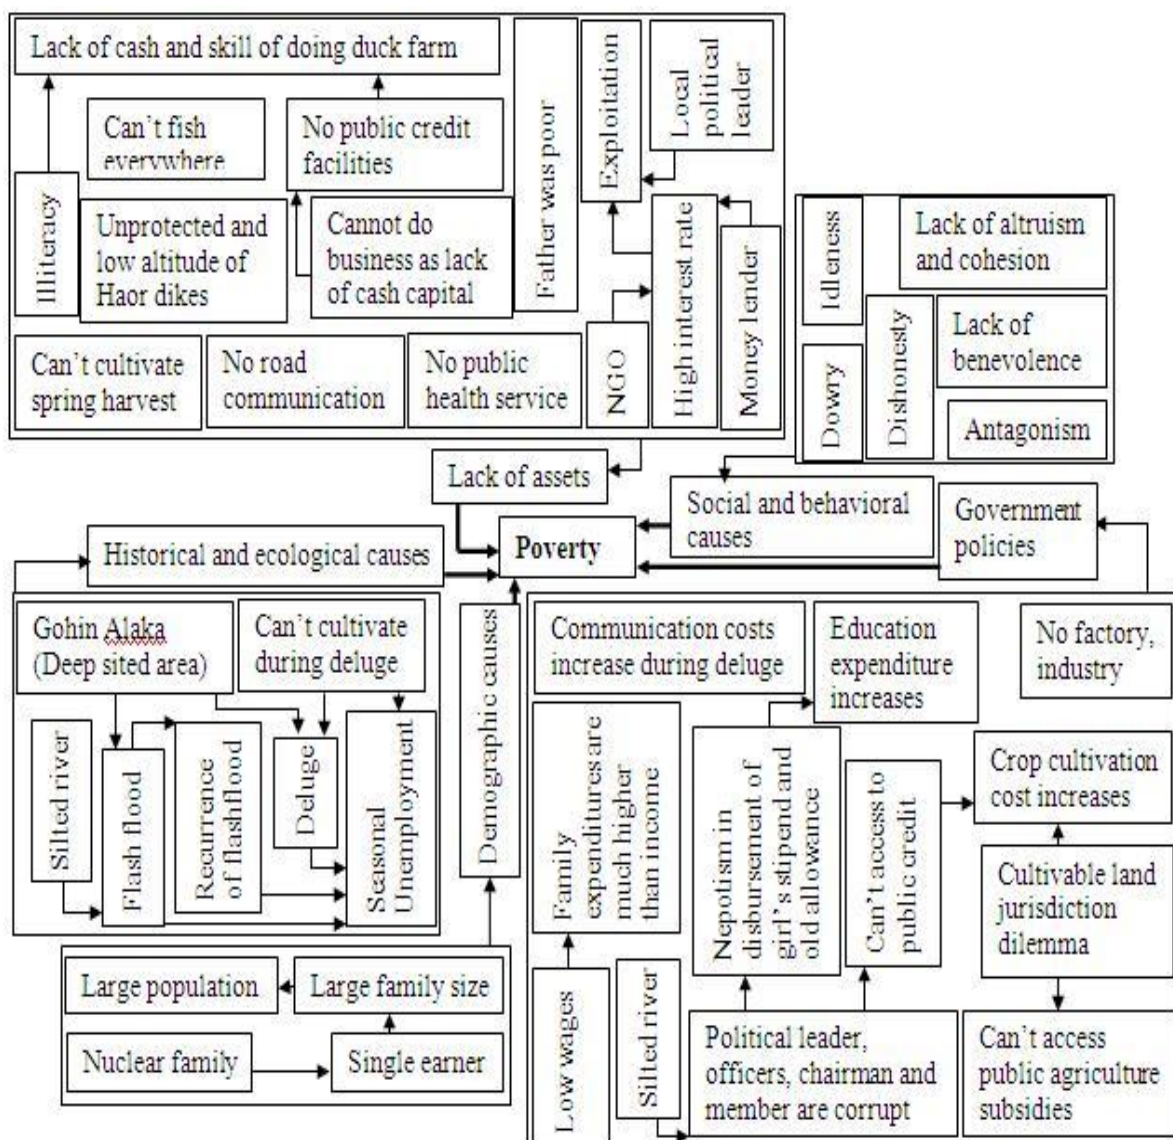 Lack of cash and skill of doing duck farm
Can't fish
everywhere
No public credit
facilities
Illiteracy
Unprotected and
low altitude of
Haor dikes
Cannot do
business as lack
of cash capital
Father was poor
Exploitation
Local political
leader
Can't cultivate
spring harvest
No road
communication
No public
health service
NGO
High interest rate
Money lender
Idleness
Lack of altruism
and cohesion
Dowry
Dishonesty
Lack of
benevolence
Antagonism
Lack of assets
Social and behavioral
causes
Government
policies
Historical and ecological causes
Poverty
Gohin Alaka
(Deep sited area)
Can't cultivate
during deluge
Silted river
Flash flood
Recurrence
of flashflood
Deluge
Seasonal
Unemployment
Demographic causes
Large population
Large family size
Nuclear family
Single earner
Communication costs
increase during deluge
Education
expenditure
increases
No factory,
industry
Family
expenditures are
much higher
than income
Nepotism in
disbursement of
girl's stipend and
old allowance
Can't access to
public credit
Crop cultivation
cost increases
Cultivable land
jurisdiction
dilemma
Low wages
Silted river
Political leader,
officers, chairman and
member are corrupt
Can't access
public agriculture
subsidies